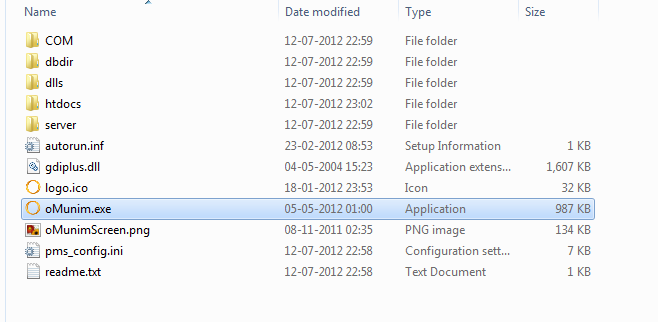 Name Date modified Type Size
COM 12-07-2012 22:59 File folder
dbdir 12-07-2012 22:59 File folder
dlls 12-07-2012 22:59 File folder
htdocs 12-07-2012 23:02 File folder
server 12-07-2012 22:59 File folder
autorun.inf 23-02-2012 08:53 Setup Information 1 KB
gdiplus.dll 04-05-2004 15:23 Application extens... 1,607 KB
logo.ico 18-01-2012 23:53 Icon 32 KB
oMunim.exe 05-05-2012 01:00 Application 987 KB
oMunimScreen.png 08-11-2011 02:35 PNG image 134 KB
pms_config.ini 12-07-2012 22:58 Configuration sett... 7 KB
readme.txt 12-07-2012 22:58 Text Document 1 KB